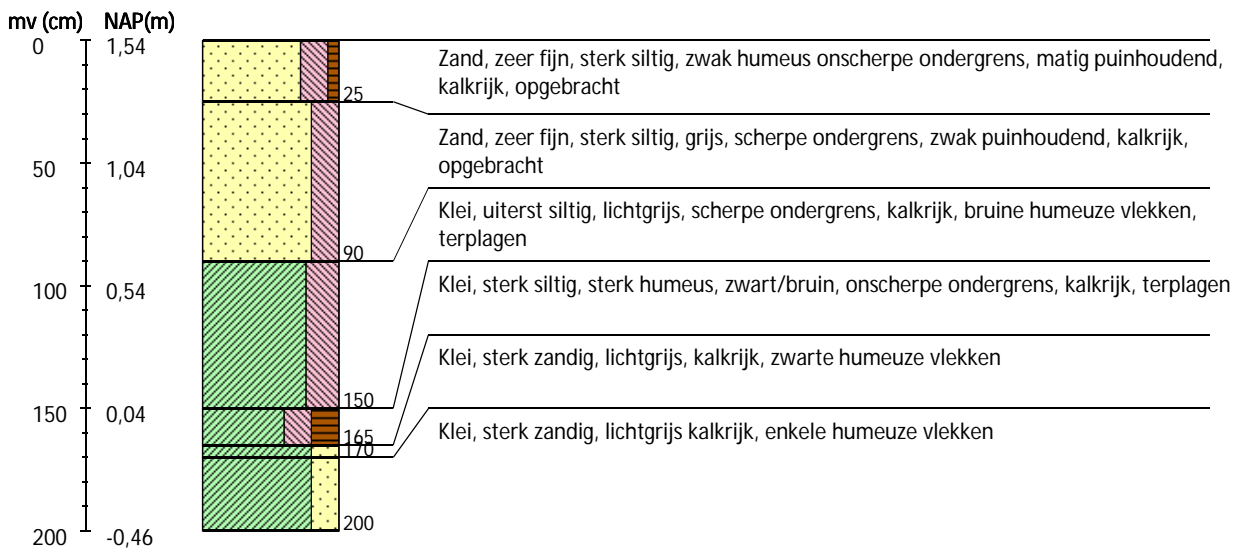 mv (cm) NAP(m)
0 1,54
Zand, zeer fijn, sterk siltig, zwak humeus onscherpe ondergrens, matig puinhoudend,
kalkrijk, opgebracht
25
Zand, zeer fijn, sterk siltig, grijs, scherpe ondergrens, zwak puinhoudend, kalkrijk,
opgebracht
50 1,04
Klei, uiterst siltig, lichtgrijs, scherpe ondergrens, kalkrijk, bruine humeuze vlekken,
terplagen
90
Klei, sterk siltig, sterk humeus, zwart/bruin, onscherpe ondergrens, kalkrijk, terplagen
100 0,54
Klei, sterk zandig, lichtgrijs, kalkrijk, zwarte humeuze vlekken
150
150 0,04
Klei, sterk zandig, lichtgrijs kalkrijk, enkele humeuze vlekken
165
170
200
200 -0,46